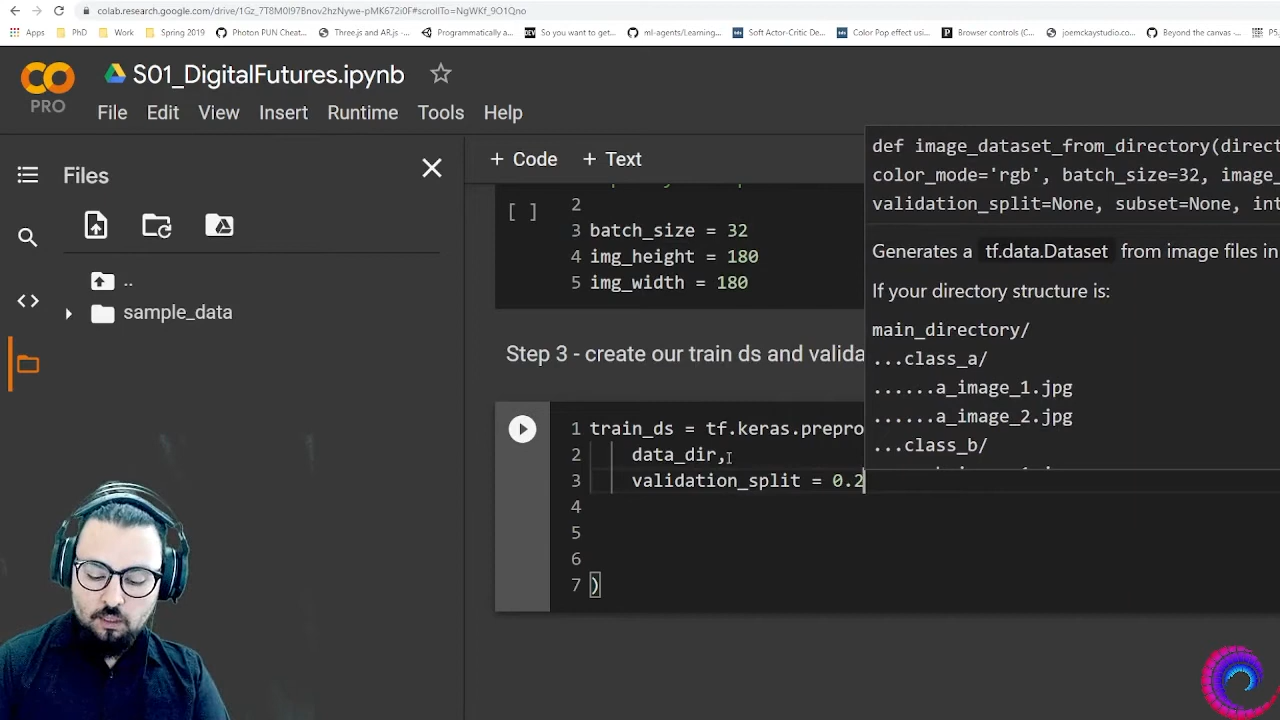 colab.research.google.com/drive/1Gz_7T8M0I97Bnov2hzNywe-pMK672i0F#scrollTo=NgWKf_9O1Qno
Apps PhD Work Spring 2019 Photon PUN Cheat... Three.js and AR.js -... Programmatically a... So you want to get... ml-agents/Learning... Soft Actor-Critic De... Color Pop effect usin... Browser controls (C... joemckaystudio.co... Beyond the canvas -...
S01_DigitalFutures.ipynb
PRO
File Edit View Insert Runtime Tools Help
Files
..
sample_data
+ Code + Text
[ ] 2
3 batch_size = 32
4 img_height = 180
5 img_width = 180
Step 3 - create our train ds and valida
1 train_ds = tf.keras.prepro
2 data_dir,
3 validation_split = 0.2
4
5
6
7 )
def image_dataset_from_directory(direct
color_mode='rgb', batch_size=32, image_
validation_split=None, subset=None, int
Generates a tf.data.Dataset from image files in
If your directory structure is:
main_directory/
...class_a/
......a_image_1.jpg
......a_image_2.jpg
...class_b/